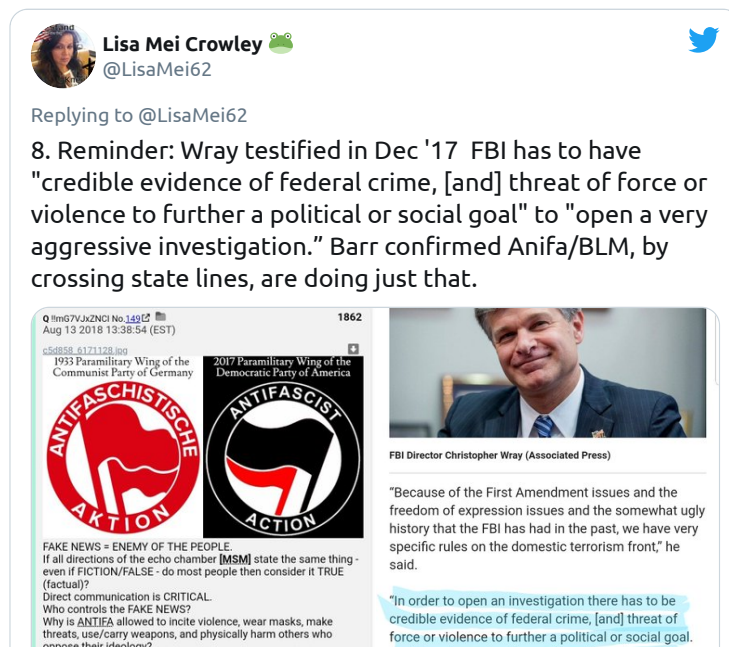 Lisa Mei Crowley
@LisaMei62
Replying to @LisaMei62
8. Reminder: Wray testified in Dec '17 FBI has to have
"credible evidence of federal crime, [and] threat of force or
violence to further a political or social goal" to "open a very
aggressive investigation.” Barr confirmed Anifa/BLM, by
crossing state lines, are doing just that.
Q !!mG7VJxZNCI No.149
1862
Aug 13 2018 13:38:54 (EST)
c5d858_6171128.jpg
1933 Paramilitary Wing of the
Communist Party of Germany
ANTIFASCHISTISCHE
AKTION
2017 Paramilitary Wing of the
Democratic Party of America
ANTIFASCIST
ACTION
FAKE NEWS = ENEMY OF THE PEOPLE.
If all directions of the echo chamber [MSM] state the same thing -
even if FICTION/FALSE - do most people then consider it TRUE
(factual)?
Direct communication is CRITICAL.
Who controls the FAKE NEWS?
Why is ANTIFA allowed to incite violence, wear masks, make
threats, use/carry weapons, and physically harm others who
oppose their ideology?
FBI Director Christopher Wray (Associated Press)
“Because of the First Amendment issues and the
freedom of expression issues and the somewhat ugly
history that the FBI has had in the past, we have very
specific rules on the domestic terrorism front,” he
said.
“In order to open an investigation there has to be
credible evidence of federal crime, [and] threat of
force or violence to further a political or social goal.